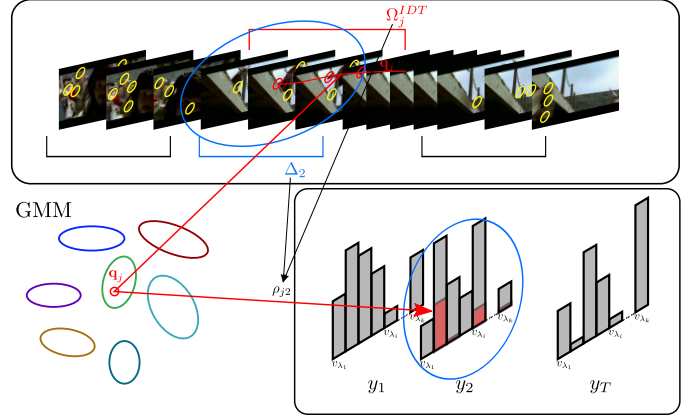 Ω_j^{IDT}
q_j
Δ_2
GMM
q_j
ρ_{j2}
v_{λ_1} v_{λ_i} v_{λ_k} v_{λ_1} v_{λ_i} v_{λ_k} v_{λ_1} v_{λ_i} v_{λ_k}
y_1 y_2 y_T